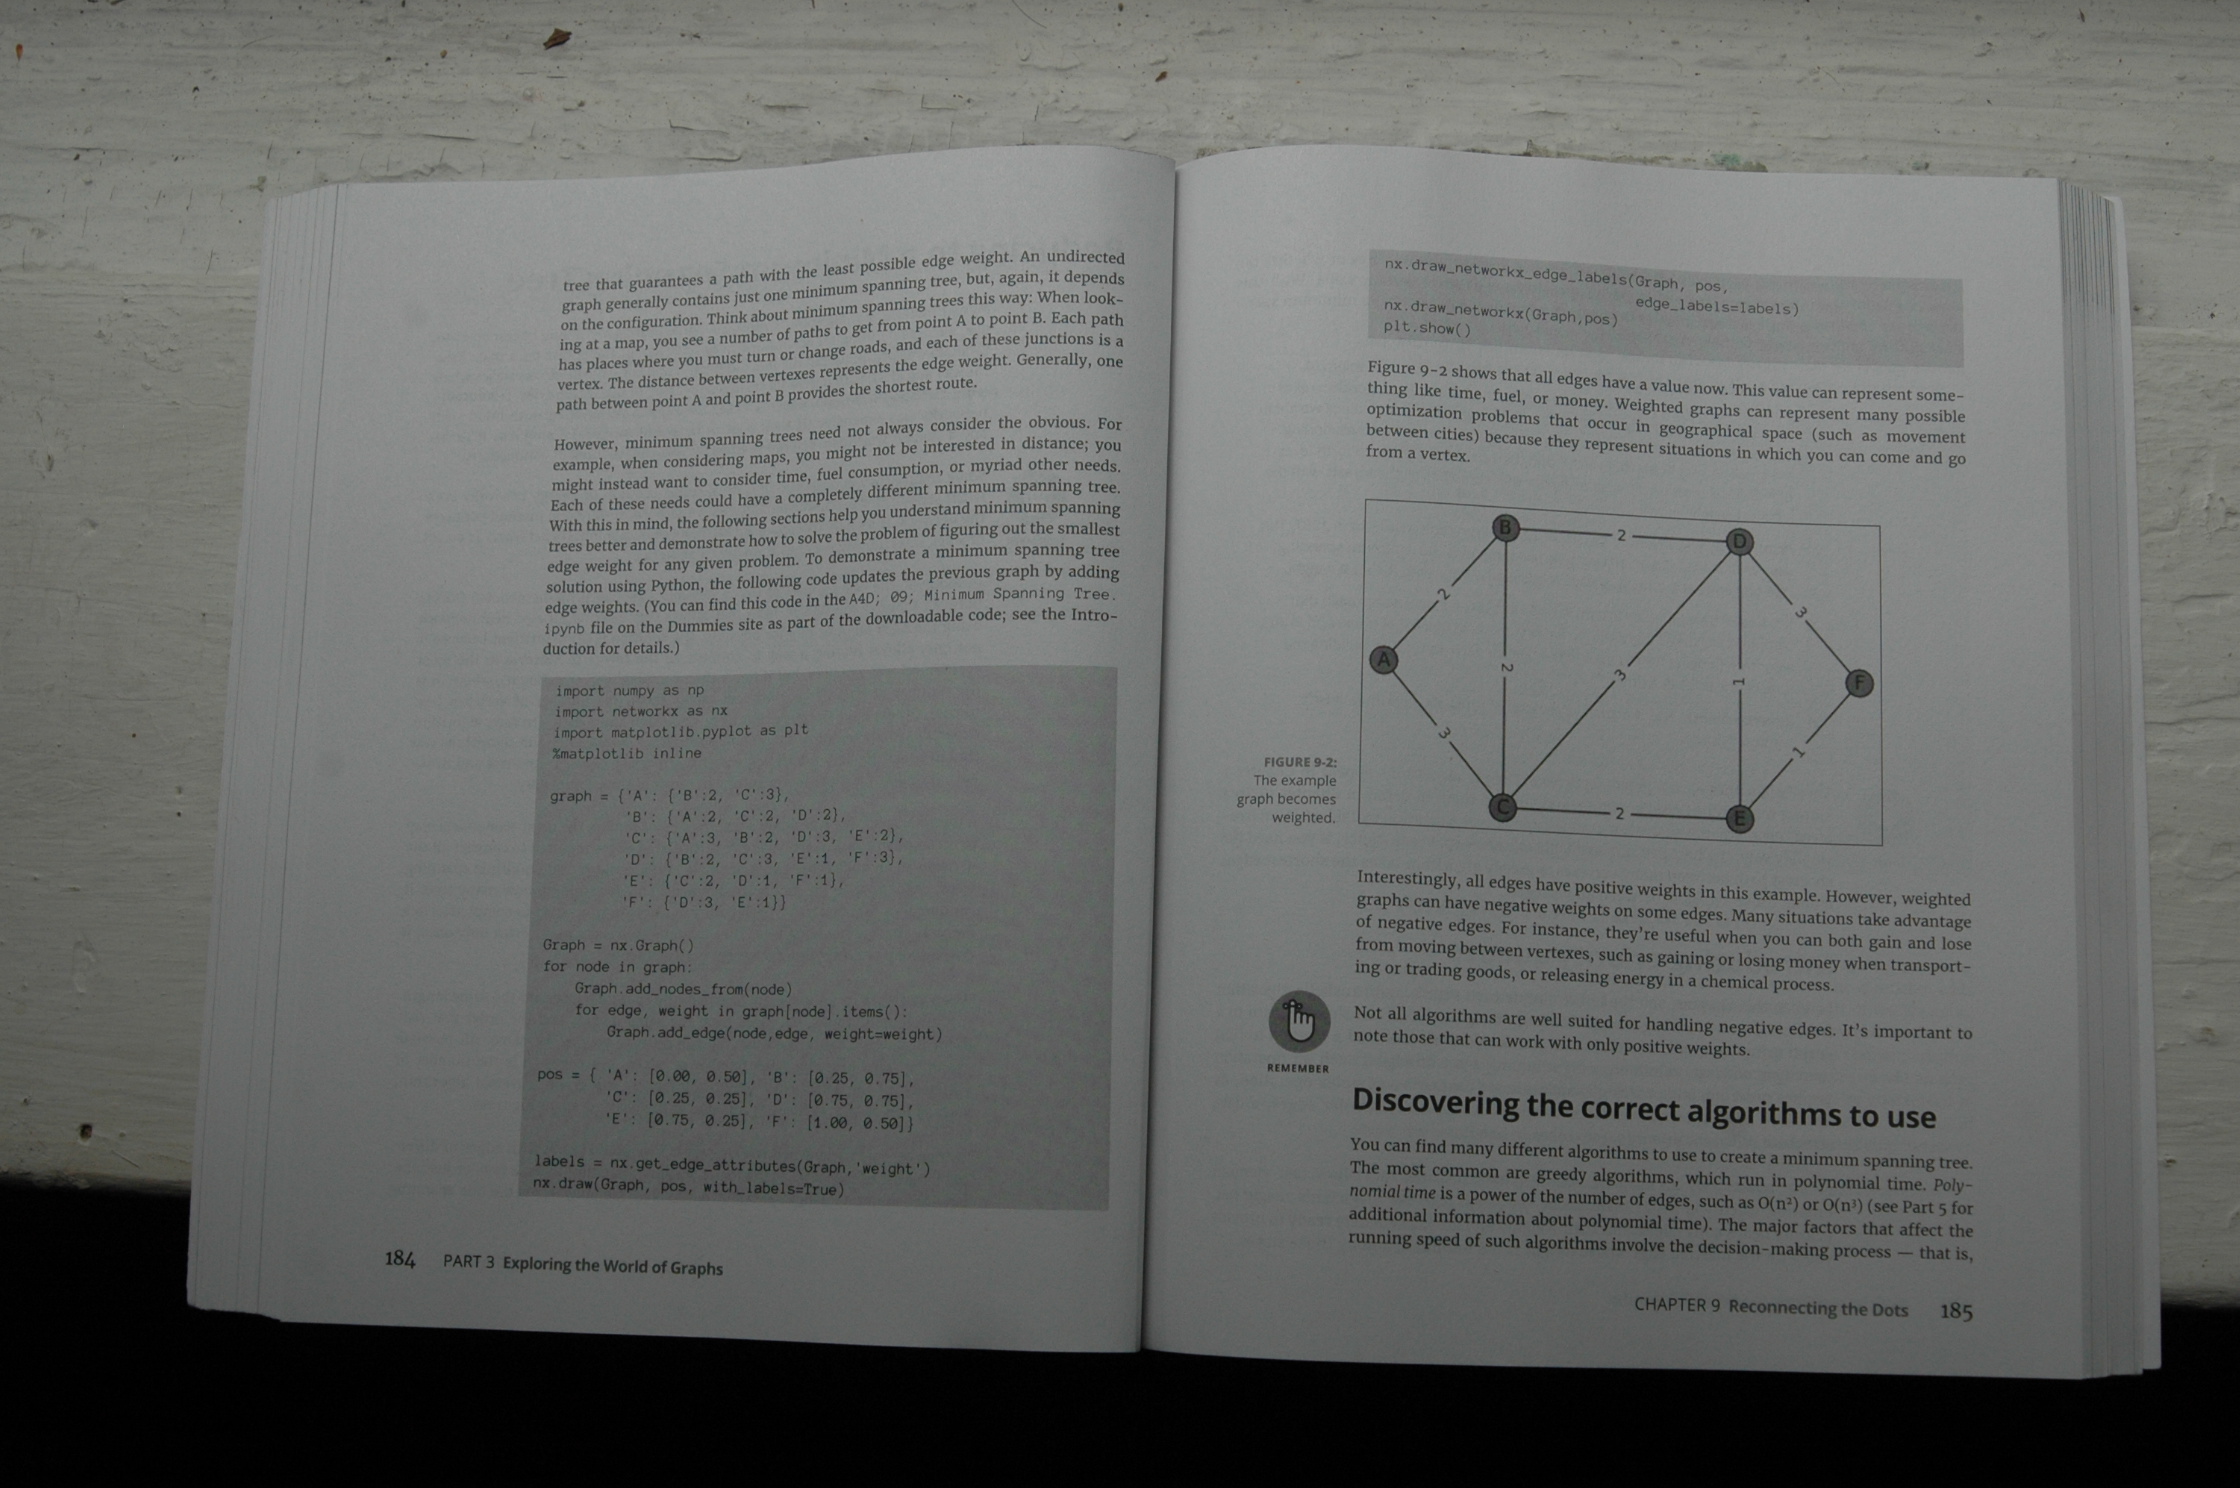 tree that guarantees a path with the least possible edge weight. An undirected
graph generally contains just one minimum spanning tree, but, again, it depends
on the configuration. Think about minimum spanning trees this way: When look-
ing at a map, you see a number of paths to get from point A to point B. Each path
has places where you must turn or change roads, and each of these junctions is a
vertex. The distance between vertexes represents the edge weight. Generally, one
path between point A and point B provides the shortest route.
However, minimum spanning trees need not always consider the obvious. For
example, when considering maps, you might not be interested in distance; you
might instead want to consider time, fuel consumption, or myriad other needs.
Each of these needs could have a completely different minimum spanning tree.
With this in mind, the following sections help you understand minimum spanning
trees better and demonstrate how to solve the problem of figuring out the smallest
edge weight for any given problem. To demonstrate a minimum spanning tree
solution using Python, the following code updates the previous graph by adding
edge weights. (You can find this code in the A4D; 09; Minimum Spanning Tree.
ipynb file on the Dummies site as part of the downloadable code; see the Intro-
duction for details.)
import numpy as np
import networkx as nx
import matplotlib.pyplot as plt
%matplotlib inline
graph = {'A': {'B':2, 'C':3},
'B': {'A':2, 'C':2, 'D':2},
'C': {'A':3, 'B':2, 'D':3, 'E':2},
'D': {'B':2, 'C':3, 'E':1, 'F':3},
'E': {'C':2, 'D':1, 'F':1},
'F': {'D':3, 'E':1}}
Graph = nx.Graph()
for node in graph:
Graph.add_nodes_from(node)
for edge, weight in graph[node].items():
Graph.add_edge(node,edge, weight=weight)
pos = { 'A': [0.00, 0.50], 'B': [0.25, 0.75],
'C': [0.25, 0.25], 'D': [0.75, 0.75],
'E': [0.75, 0.25], 'F': [1.00, 0.50]}
labels = nx.get_edge_attributes(Graph,'weight')
nx.draw(Graph, pos, with_labels=True)
184 PART 3 Exploring the World of Graphs
nx.draw_networkx_edge_labels(Graph, pos,
edge_labels=labels)
nx.draw_networkx(Graph,pos)
plt.show()
Figure 9-2 shows that all edges have a value now. This value can represent some-
thing like time, fuel, or money. Weighted graphs can represent many possible
optimization problems that occur in geographical space (such as movement
between cities) because they represent situations in which you can come and go
from a vertex.
B 2 D
2 3
A 2 3 1 F
3 1
C 2 E
FIGURE 9-2:
The example
graph becomes
weighted.
Interestingly, all edges have positive weights in this example. However, weighted
graphs can have negative weights on some edges. Many situations take advantage
of negative edges. For instance, they're useful when you can both gain and lose
from moving between vertexes, such as gaining or losing money when transport-
ing or trading goods, or releasing energy in a chemical process.
REMEMBER
Not all algorithms are well suited for handling negative edges. It's important to
note those that can work with only positive weights.
Discovering the correct algorithms to use
You can find many different algorithms to use to create a minimum spanning tree.
The most common are greedy algorithms, which run in polynomial time. Poly-
nomial time is a power of the number of edges, such as O(n²) or O(n³) (see Part 5 for
additional information about polynomial time). The major factors that affect the
running speed of such algorithms involve the decision-making process — that is,
CHAPTER 9 Reconnecting the Dots 185